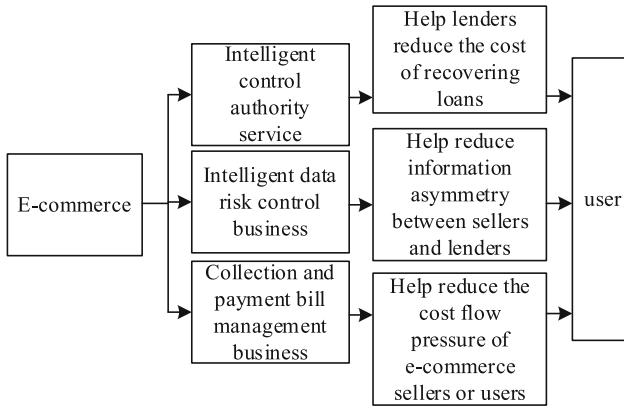 E-commerce
Intelligent
control
authority
service
Intelligent data
risk control
business
Collection and
payment bill
management
business
Help lenders
reduce the cost
of recovering
loans
Help reduce
information
asymmetry
between sellers
and lenders
Help reduce the
cost flow
pressure of
e-commerce
sellers or users
user